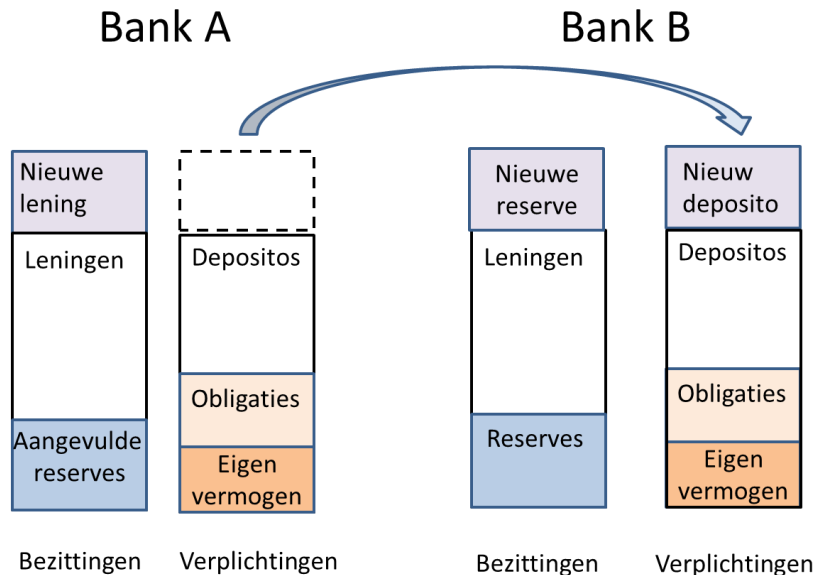 Bank A
Bank B
Nieuwe
lening
Leningen
Aangevulde
reserves
Bezittingen
Depositos
Obligaties
Eigen
vermogen
Verplichtingen
Nieuwe
reserve
Leningen
Reserves
Bezittingen
Nieuw
deposito
Depositos
Obligaties
Eigen
vermogen
Verplichtingen